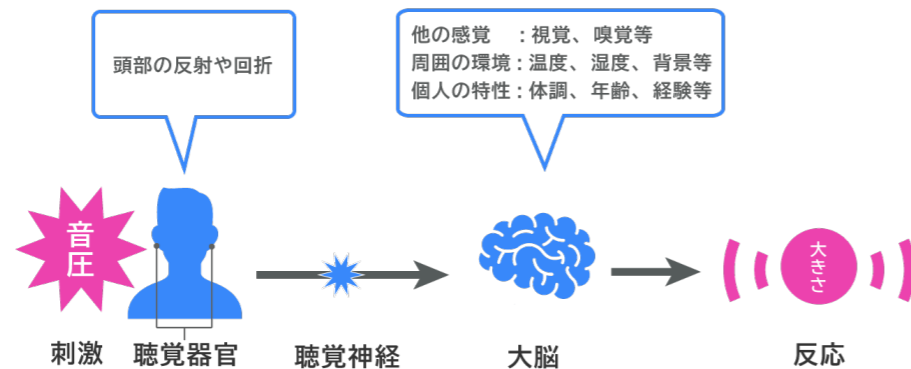 頭部の反射や回折
他の感覚　：視覚、嗅覚等
周囲の環境：温度、湿度、背景等
個人の特性：体調、年齢、経験等
音圧
大きさ
刺激
聴覚器官
聴覚神経
大脳
反応